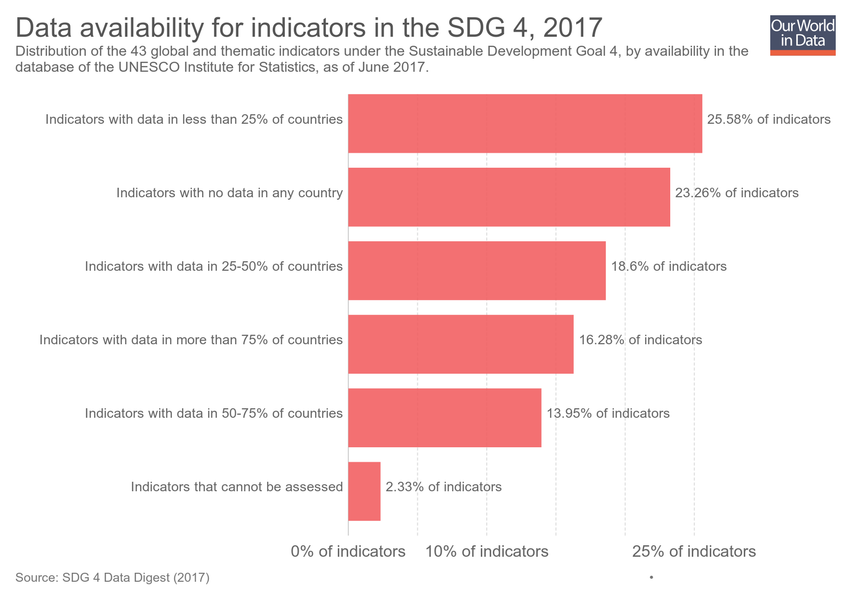 Data availability for indicators in the SDG 4, 2017
Our World
in Data
Distribution of the 43 global and thematic indicators under the Sustainable Development Goal 4, by availability in the
database of the UNESCO Institute for Statistics, as of June 2017.
Indicators with data in less than 25% of countries
25.58% of indicators
Indicators with no data in any country
23.26% of indicators
Indicators with data in 25-50% of countries
18.6% of indicators
Indicators with data in more than 75% of countries
16.28% of indicators
Indicators with data in 50-75% of countries
13.95% of indicators
Indicators that cannot be assessed
2.33% of indicators
0% of indicators
10% of indicators
25% of indicators
Source: SDG 4 Data Digest (2017)
•